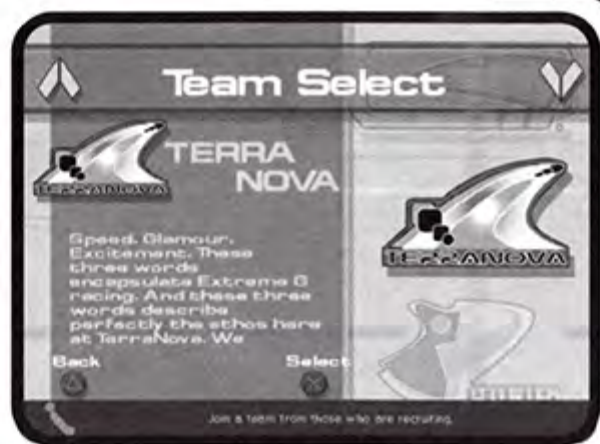 Team Select
TERRANOVA
TERRA
NOVA
Speed. Glamour.
Excitement. These
three words
encapsulate Extreme G
racing. And these three
words describe
perfectly the ethos here
at TerraNova. We
Back
Select
TERRANOVA
Join a team from those who are recruiting.